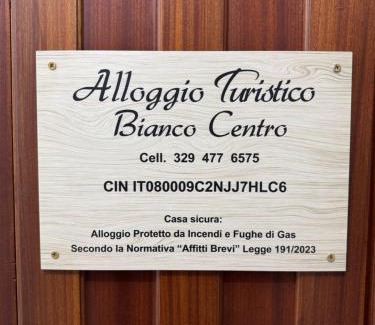 Alloggio Turistico
Bianco Centro
Cell. 329 477 6575
CIN IT080009C2NJJ7HLC6
Casa sicura:
Alloggio Protetto da Incendi e Fughe di Gas
Secondo la Normativa "Affitti Brevi" Legge 191/2023